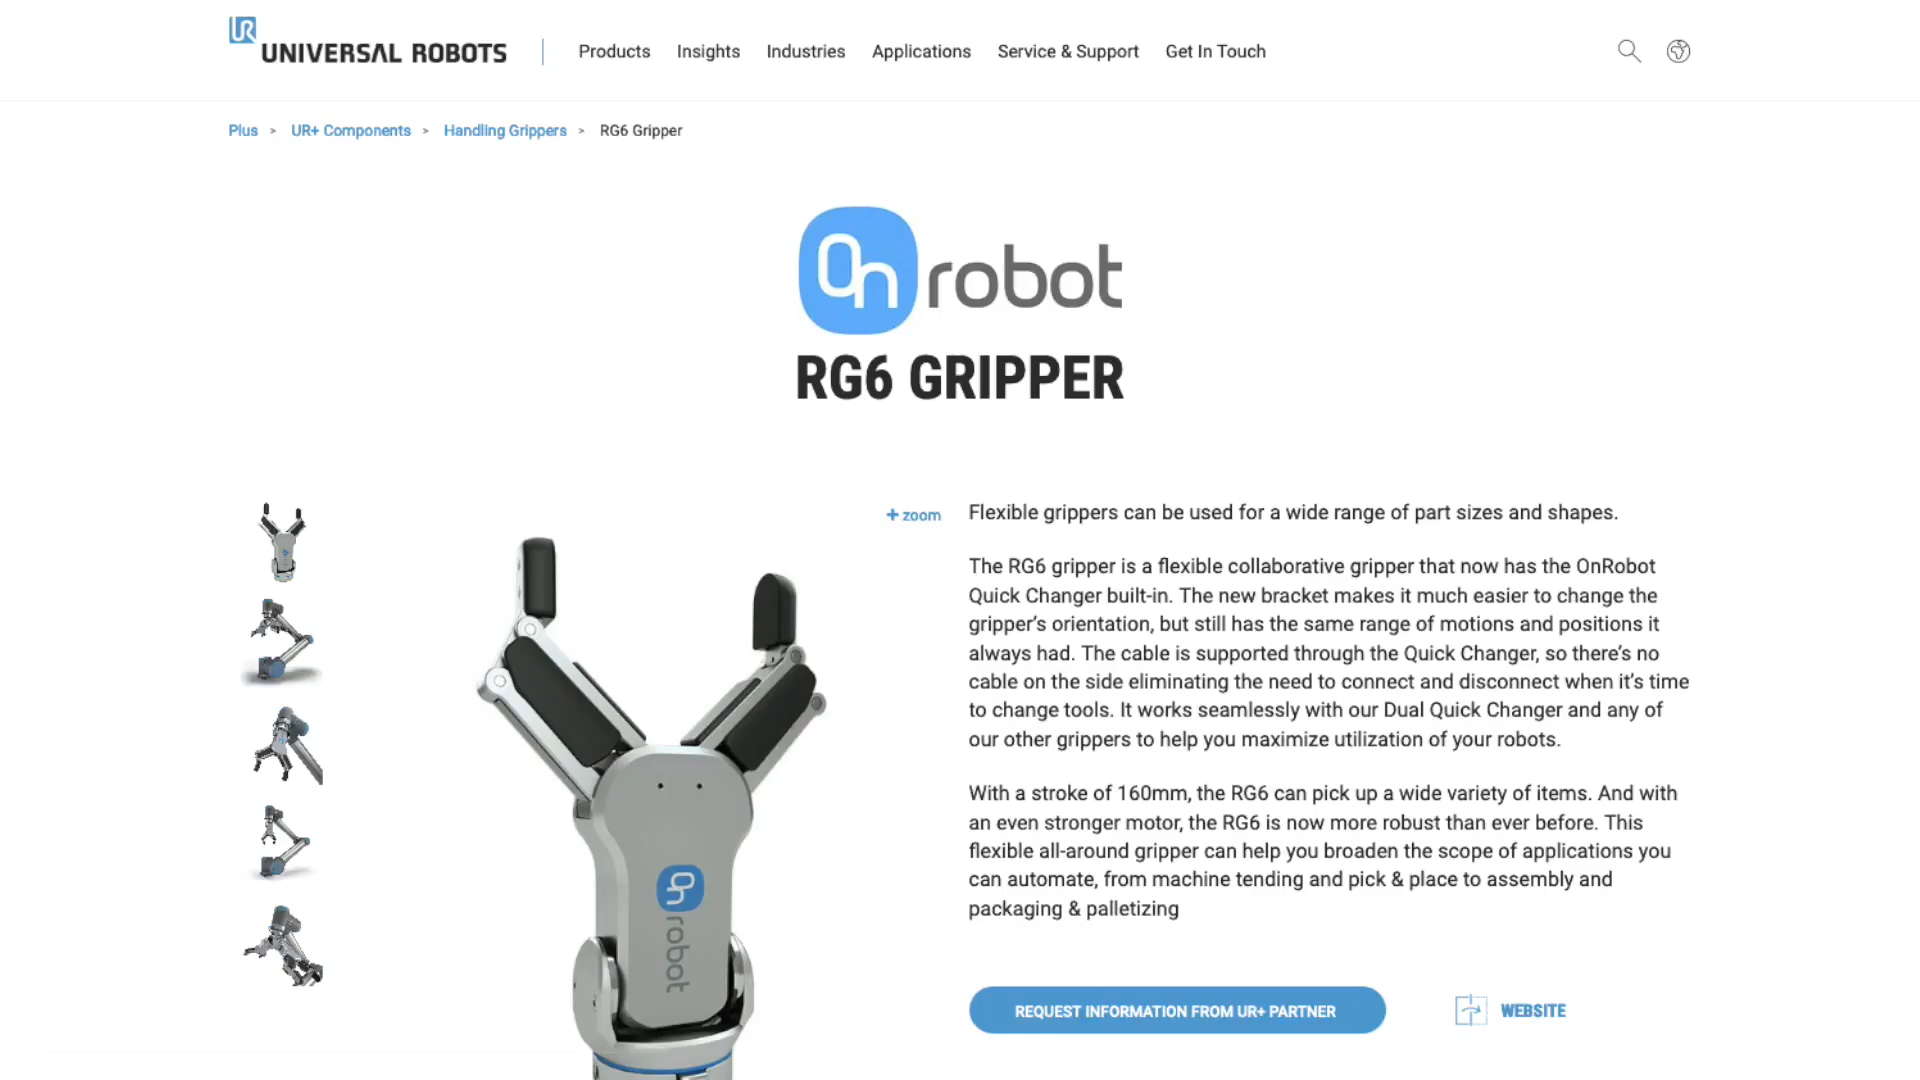 UR
UNIVERSAL ROBOTS
Products
Insights
Industries
Applications
Service & Support
Get In Touch
Plus > UR+ Components > Handling Grippers > RG6 Gripper
On robot
RG6 GRIPPER
+ zoom
Flexible grippers can be used for a wide range of part sizes and shapes.
The RG6 gripper is a flexible collaborative gripper that now has the OnRobot
Quick Changer built-in. The new bracket makes it much easier to change the
gripper's orientation, but still has the same range of motions and positions it
always had. The cable is supported through the Quick Changer, so there's no
cable on the side eliminating the need to connect and disconnect when it's time
to change tools. It works seamlessly with our Dual Quick Changer and any of
our other grippers to help you maximize utilization of your robots.
With a stroke of 160mm, the RG6 can pick up a wide variety of items. And with
an even stronger motor, the RG6 is now more robust than ever before. This
flexible all-around gripper can help you broaden the scope of applications you
can automate, from machine tending and pick & place to assembly and
packaging & palletizing
On robot
REQUEST INFORMATION FROM UR+ PARTNER
WEBSITE